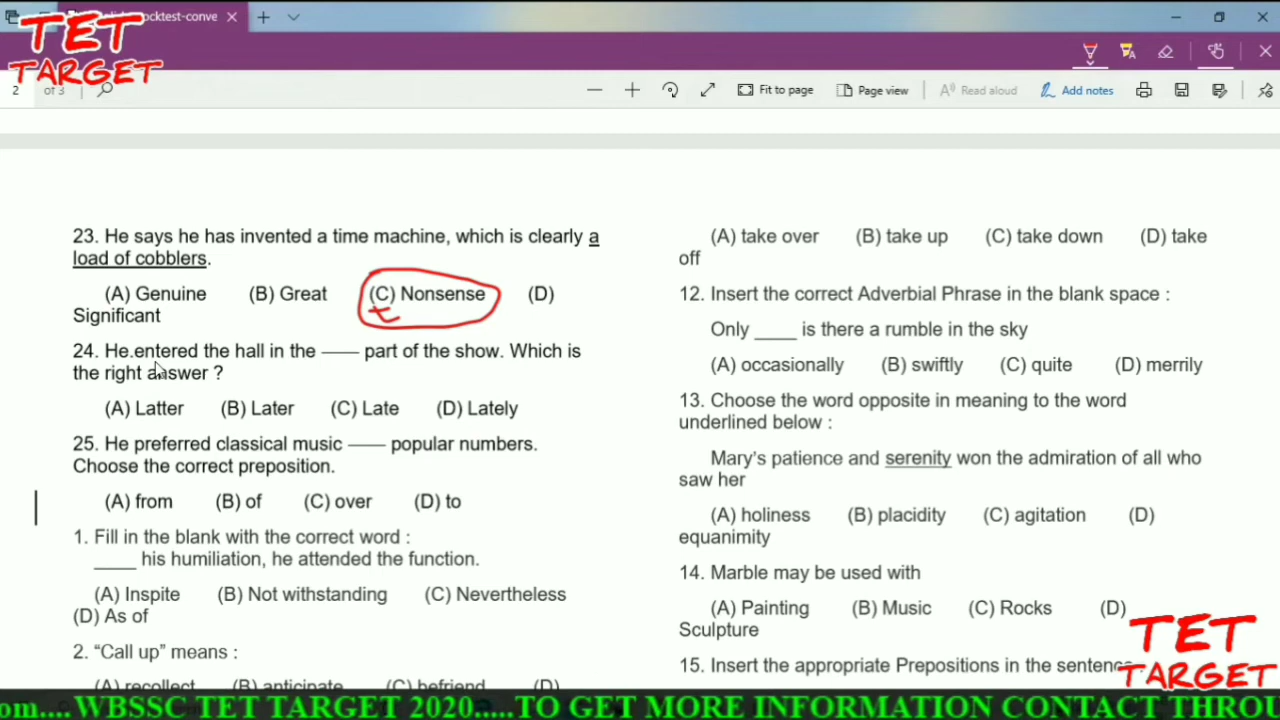 TET
TARGET
ocktest-conve
2 of 3
Fit to page
Page view
Read aloud
Add notes
23. He says he has invented a time machine, which is clearly a
load of cobblers.
(A) Genuine (B) Great (C) Nonsense (D)
Significant
24. He entered the hall in the —— part of the show. Which is
the right answer ?
(A) Latter (B) Later (C) Late (D) Lately
25. He preferred classical music —— popular numbers.
Choose the correct preposition.
(A) from (B) of (C) over (D) to
1. Fill in the blank with the correct word :
____ his humiliation, he attended the function.
(A) Inspite (B) Not withstanding (C) Nevertheless
(D) As of
2. “Call up” means :
(A) recollect (B) anticipate (C) befriend (D)
(A) take over (B) take up (C) take down (D) take
off
12. Insert the correct Adverbial Phrase in the blank space :
Only ____ is there a rumble in the sky
(A) occasionally (B) swiftly (C) quite (D) merrily
13. Choose the word opposite in meaning to the word
underlined below :
Mary’s patience and serenity won the admiration of all who
saw her
(A) holiness (B) placidity (C) agitation (D)
equanimity
14. Marble may be used with
(A) Painting (B) Music (C) Rocks (D)
Sculpture
15. Insert the appropriate Prepositions in the sentence
TET
TARGET
om....WBSSC TET TARGET 2020.....TO GET MORE INFORMATION CONTACT THROU